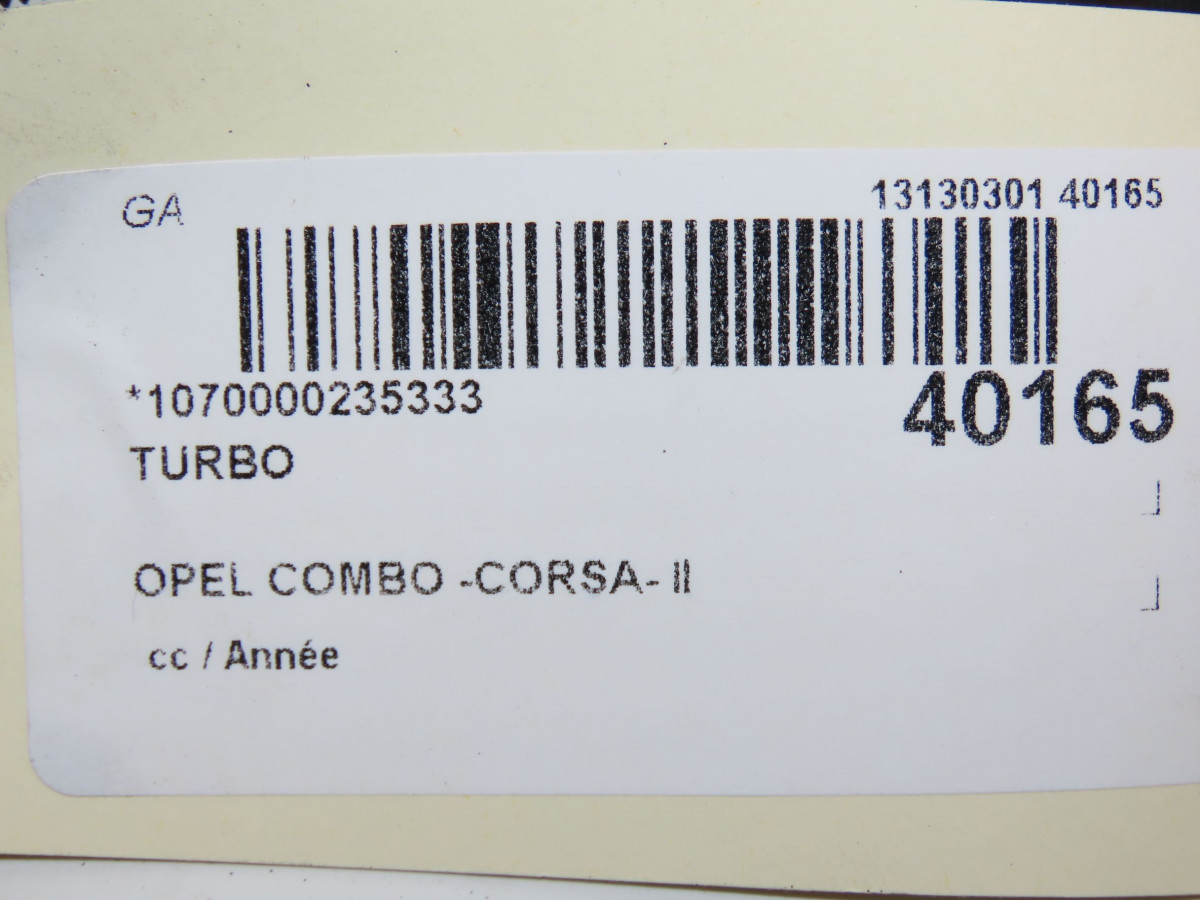 GA
13130301 40165
*1070000235333
40165
TURBO
OPEL COMBO -CORSA- II
cc / Année